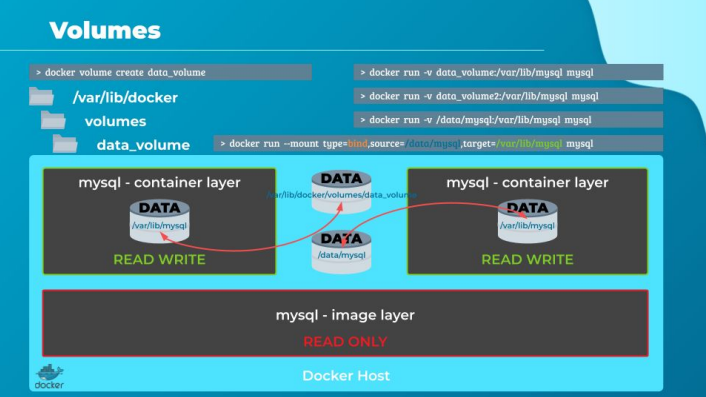 Volumes
> docker volume create data_volume
> docker run -v data_volume:/var/lib/mysql mysql
/var/lib/docker
> docker run -v data_volume2:/var/lib/mysql mysql
volumes
> docker run -v /data/mysql:/var/lib/mysql mysql
data_volume
> docker run --mount type=bind,source=/data/mysql,target=/var/lib/mysql mysql
mysql - container layer
DATA
/var/lib/mysql
READ WRITE
DATA
/var/lib/docker/volumes/data_volume
DATA
/data/mysql
mysql - container layer
DATA
/var/lib/mysql
READ WRITE
mysql - image layer
READ ONLY
docker
Docker Host